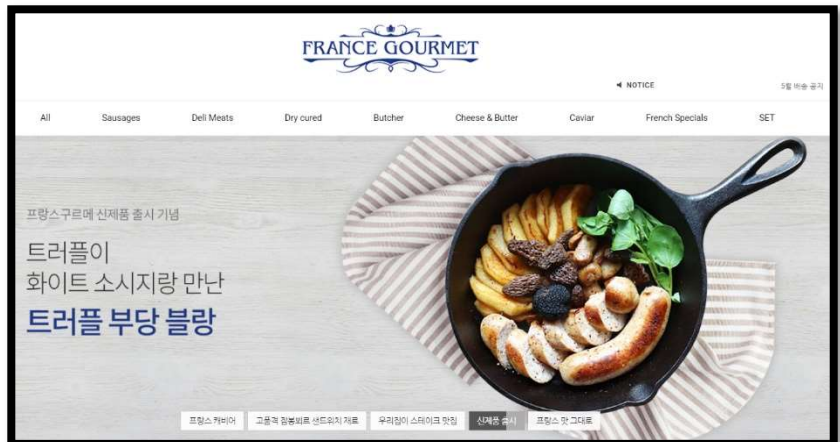 FRANCE GOURMET
NOTICE
5월 배송 공지
All Sausages Deli Meats Dry cured Butcher Cheese & Butter Caviar French Specials SET
프랑스구르메 신제품 출시 기념
트러플이
화이트 소시지랑 만난
트러플 부당 블랑
프랑스 캐비어 고품격 잠봉뵈르 샌드위치 재료 우리집이 스테이크 맛집 신제품 출시 프랑스 맛 그대로